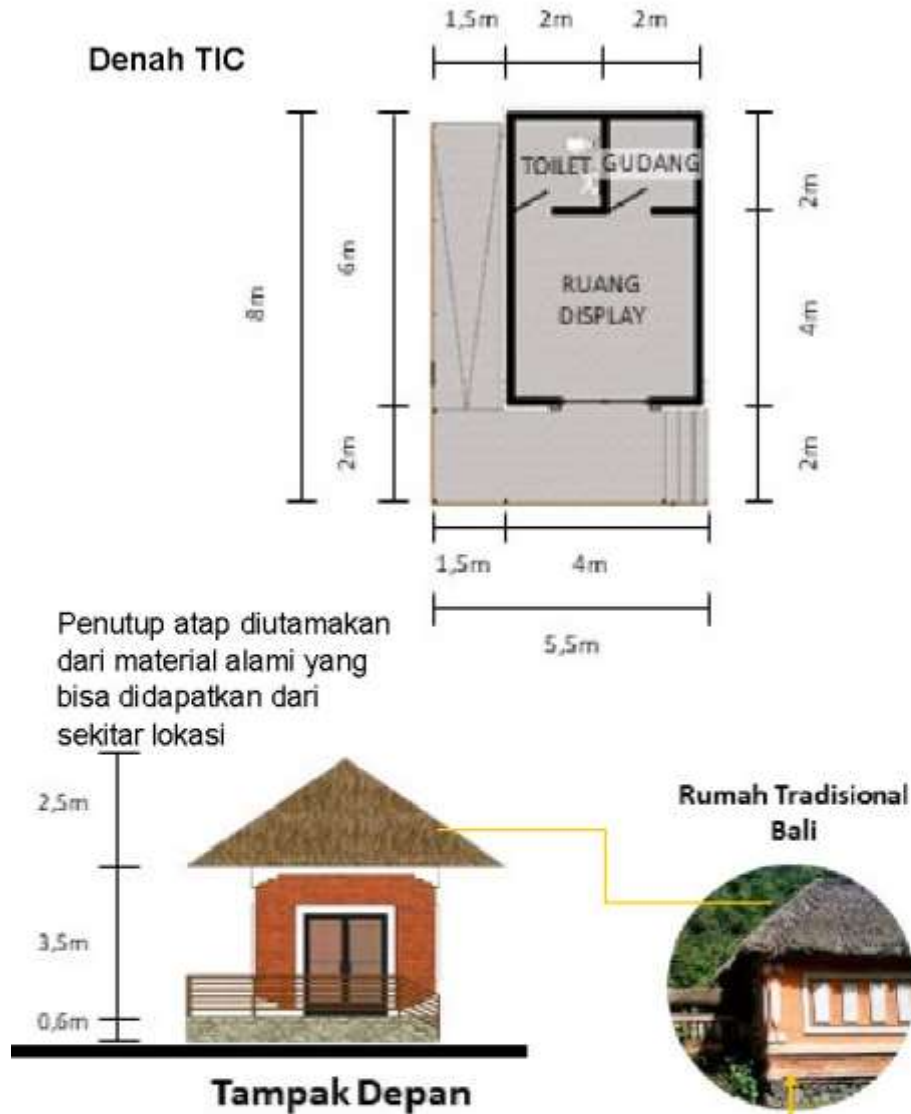 1,5m 2m 2m
Denah TIC
TOILET GUDANG
2m
6m
8m
RUANG
DISPLAY
4m
2m
2m
1,5m 4m
5,5m
Penutup atap diutamakan
dari material alami yang
bisa didapatkan dari
sekitar lokasi
2,5m
Rumah Tradisional
Bali
3,5m
0,6m
Tampak Depan